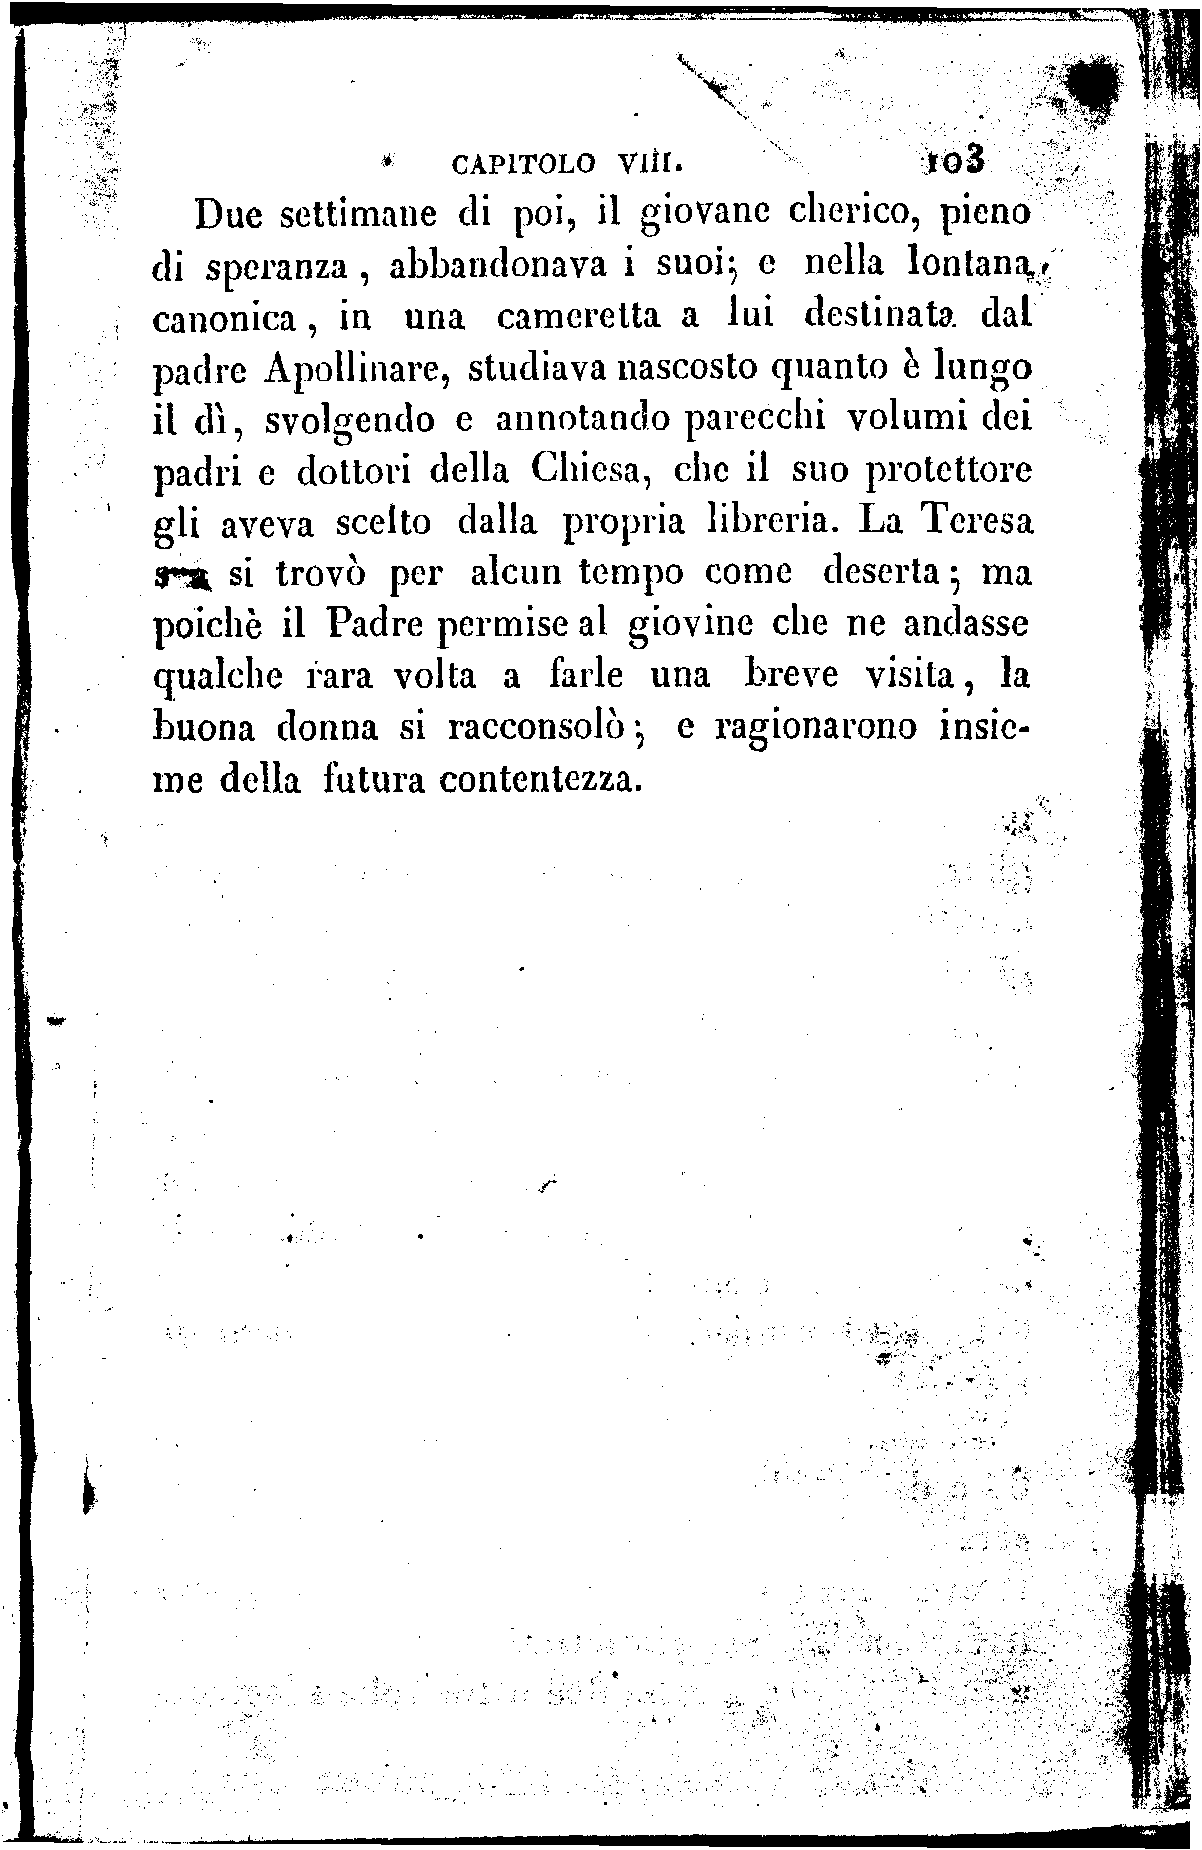 CAPITOLO VIII. 103
Due settimane di poi, il giovane cherico, pieno
di speranza, abbandonava i suoi; e nella lontana
canonica, in una cameretta a lui destinata dal
padre Apollinare, studiava nascosto quanto è lungo
il dì, svolgendo e annotando parecchi volumi dei
padri e dottori della Chiesa, che il suo protettore
gli aveva scelto dalla propria libreria. La Teresa
si trovò per alcun tempo come deserta; ma
poichè il Padre permise al giovine che ne andasse
qualche rara volta a farle una breve visita, la
buona donna si racconsolò; e ragionarono insie-
me della futura contentezza.